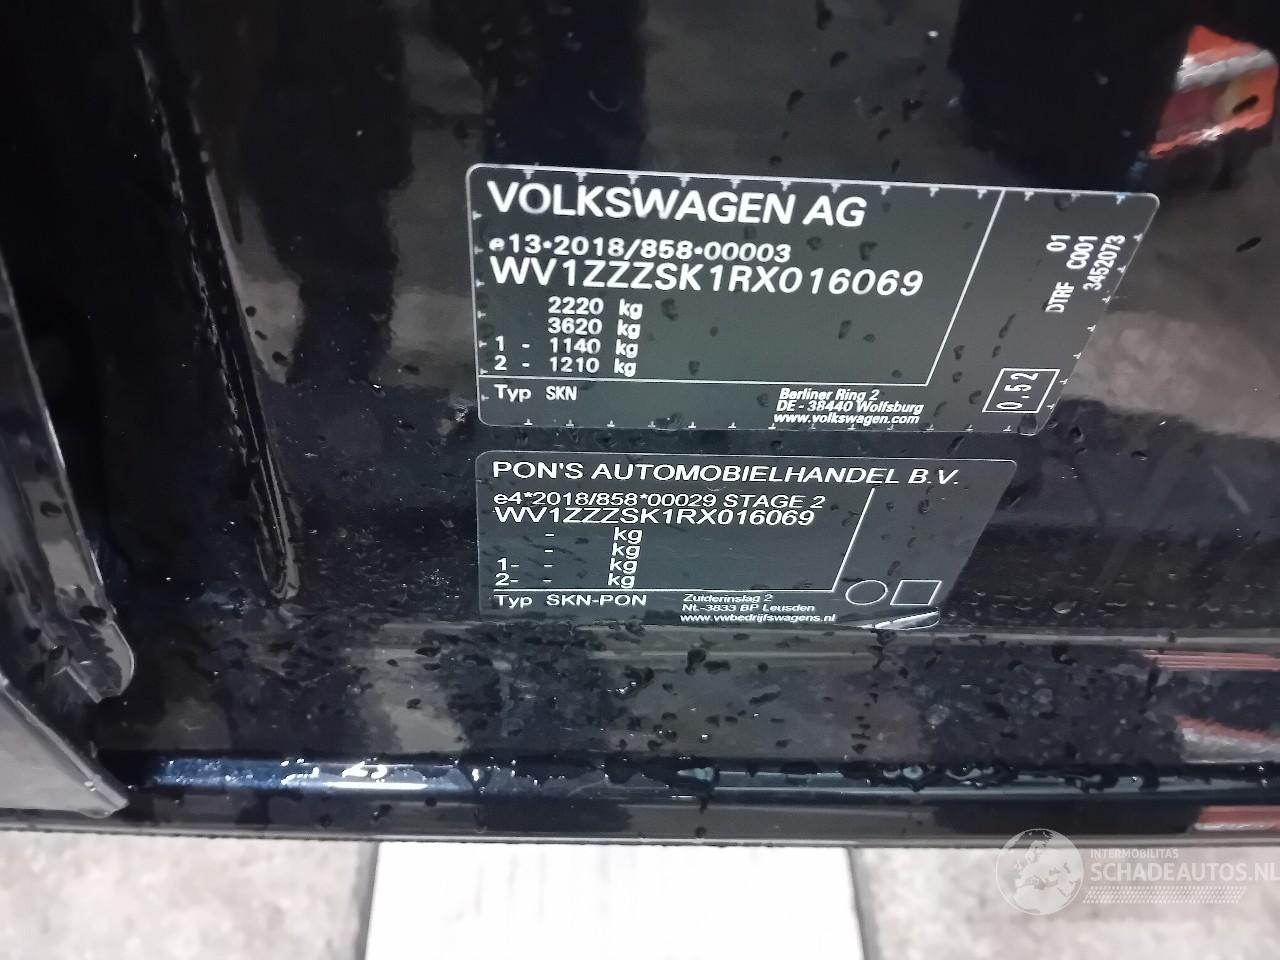 VOLKSWAGEN AG
e13*2018/858*00003
WV1ZZZSK1RX016069
2220 kg
3620 kg
1 - 1140 kg
2 - 1210 kg
Typ SKN
Berliner Ring 2
DE - 38440 Wolfsburg
www.volkswagen.com
01
DTRF C001
3452073
0,52
PON'S AUTOMOBIELHANDEL B.V.
e4*2018/858*00029 STAGE 2
WV1ZZZSK1RX016069
- kg
- kg
1- - kg
2- - kg
Typ SKN-PON
Zuiderinslag 2
NL-3833 BP Leusden
www.vwbedrijfswagens.nl
INTERMOBILITAS
SCHADEAUTOS.NL